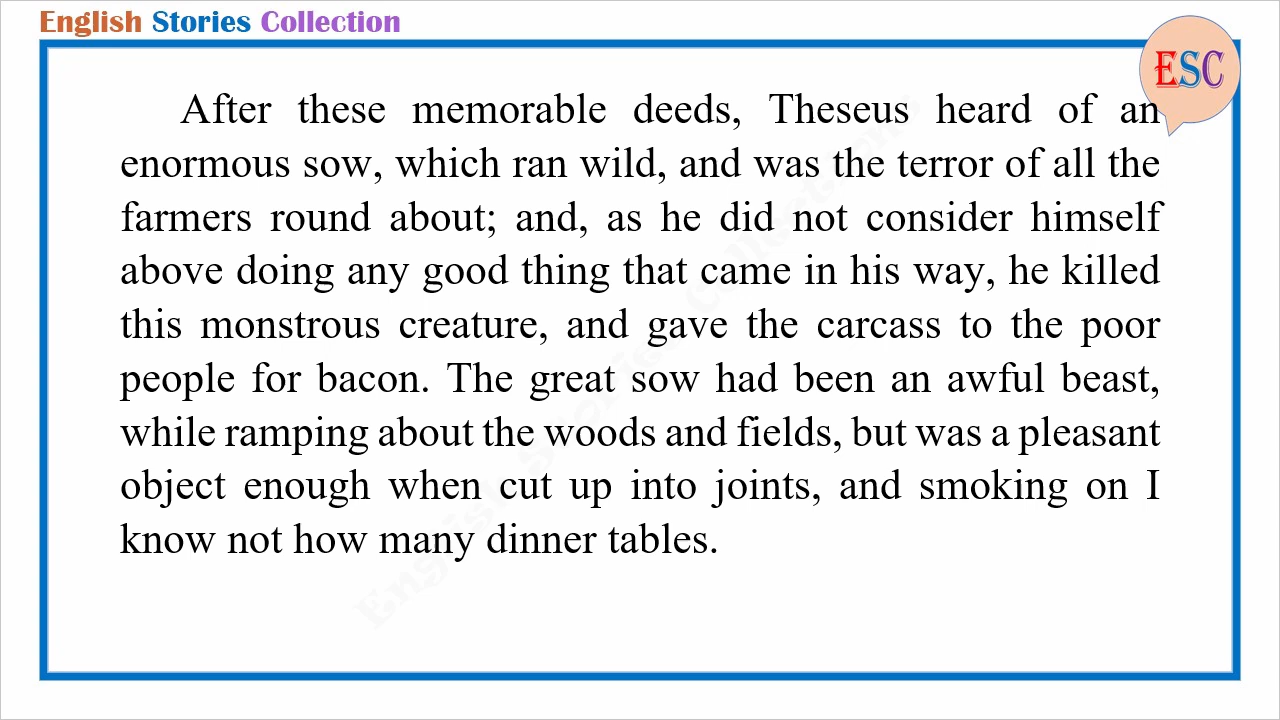 English Stories Collection
ESC
After these memorable deeds, Theseus heard of an
enormous sow, which ran wild, and was the terror of all the
farmers round about; and, as he did not consider himself
above doing any good thing that came in his way, he killed
this monstrous creature, and gave the carcass to the poor
people for bacon. The great sow had been an awful beast,
while ramping about the woods and fields, but was a pleasant
object enough when cut up into joints, and smoking on I
know not how many dinner tables.
English Stories Collections